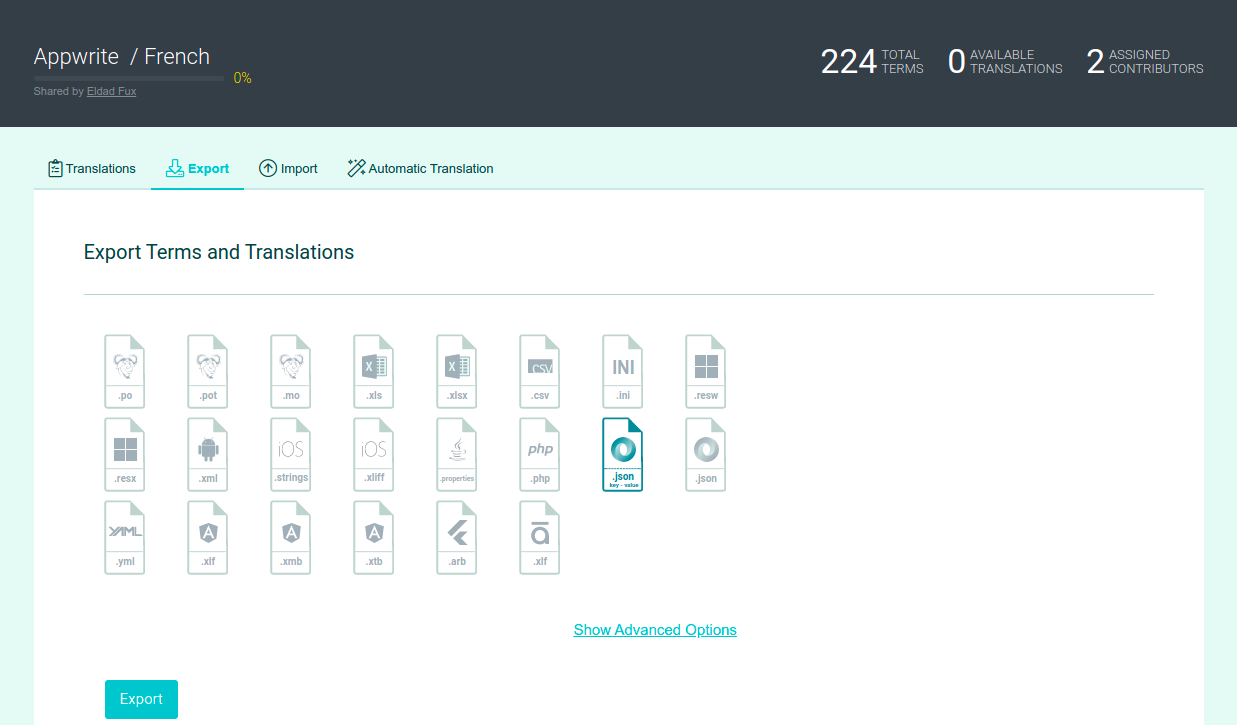 Appwrite / French
0%
Shared by Eldad Fux
224 TOTAL TERMS
0 AVAILABLE TRANSLATIONS
2 ASSIGNED CONTRIBUTORS
Translations Export Import Automatic Translation
Export Terms and Translations
X X CSV INI
.po .pot .mo .xls .xlsx .csv .ini .resw
iOS iOS php
.resx .xml .strings .xliff .properties .php .json .json
key - value
YAML A A A a
.yml .xlf .xmb .xtb .arb .xlf
Show Advanced Options
Export